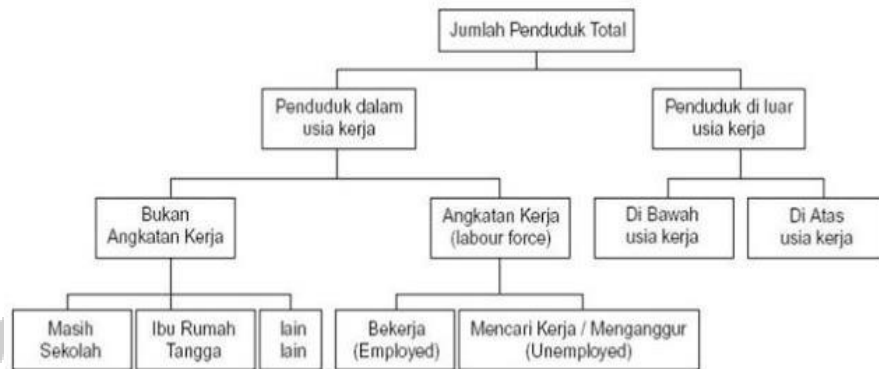 Jumlah Penduduk Total
Penduduk dalam
usia kerja
Penduduk di luar
usia kerja
Bukan
Angkatan Kerja
Angkatan Kerja
(labour force)
Di Bawah
usia kerja
Di Atas
usia kerja
Masih
Sekolah
Ibu Rumah
Tangga
lain
lain
Bekerja
(Employed)
Mencari Kerja / Menganggur
(Unemployed)